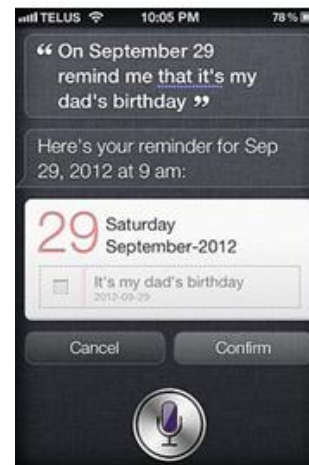 TELUS 10:05 PM 78%
“ On September 29
remind me that it's my
dad's birthday ”
Here's your reminder for Sep
29, 2012 at 9 am:
29 Saturday
September-2012
It's my dad's birthday
2012-09-29
Cancel Confirm